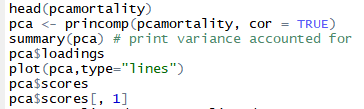 head(pcamortality)
pca <- princomp(pcamortality, cor = TRUE)
summary(pca) # print variance accounted for
pca$loadings
plot(pca,type="lines")
pca$scores
pca$scores[, 1]